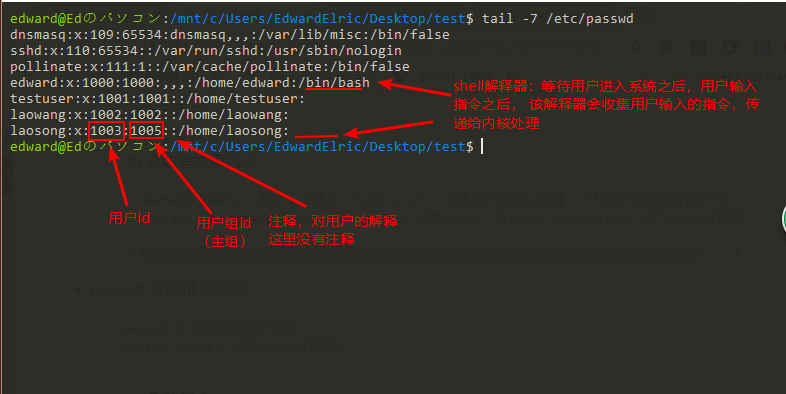 edward@Edのパソコン:/mnt/c/Users/EdwardElric/Desktop/test$ tail -7 /etc/passwd
dnsmasq:x:109:65534:dnsmasq,,,:/var/lib/misc:/bin/false
sshd:x:110:65534::/var/run/sshd:/usr/sbin/nologin
pollinate:x:111:1::/var/cache/pollinate:/bin/false
edward:x:1000:1000:,,,:/home/edward:/bin/bash
testuser:x:1001:1001::/home/testuser:
laowang:x:1002:1002::/home/laowang:
laosong:x:1003:1005::/home/laosong:
edward@Edのパソコン:/mnt/c/Users/EdwardElric/Desktop/test$
shell解释器：等待用户进入系统之后，用户输入
指令之后， 该解释器会收集用户输入的指令，传
递给内核处理
用户id
用户组id
（主组）
注释，对用户的解释
这里没有注释
passwd 修改用户密码